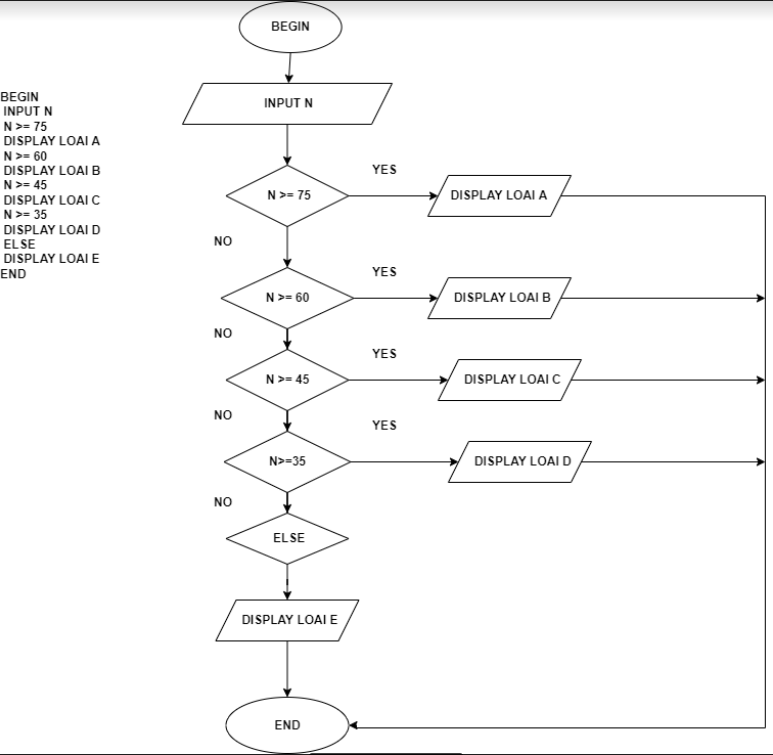 BEGIN
INPUT N
N >= 75
DISPLAY LOAI A
N >= 60
DISPLAY LOAI B
N >= 45
DISPLAY LOAI C
N >= 35
DISPLAY LOAI D
ELSE
DISPLAY LOAI E
END
BEGIN
INPUT N
YES
N >= 75
DISPLAY LOAI A
NO
YES
N >= 60
DISPLAY LOAI B
NO
YES
N >= 45
DISPLAY LOAI C
NO
YES
N>=35
DISPLAY LOAI D
NO
ELSE
DISPLAY LOAI E
END